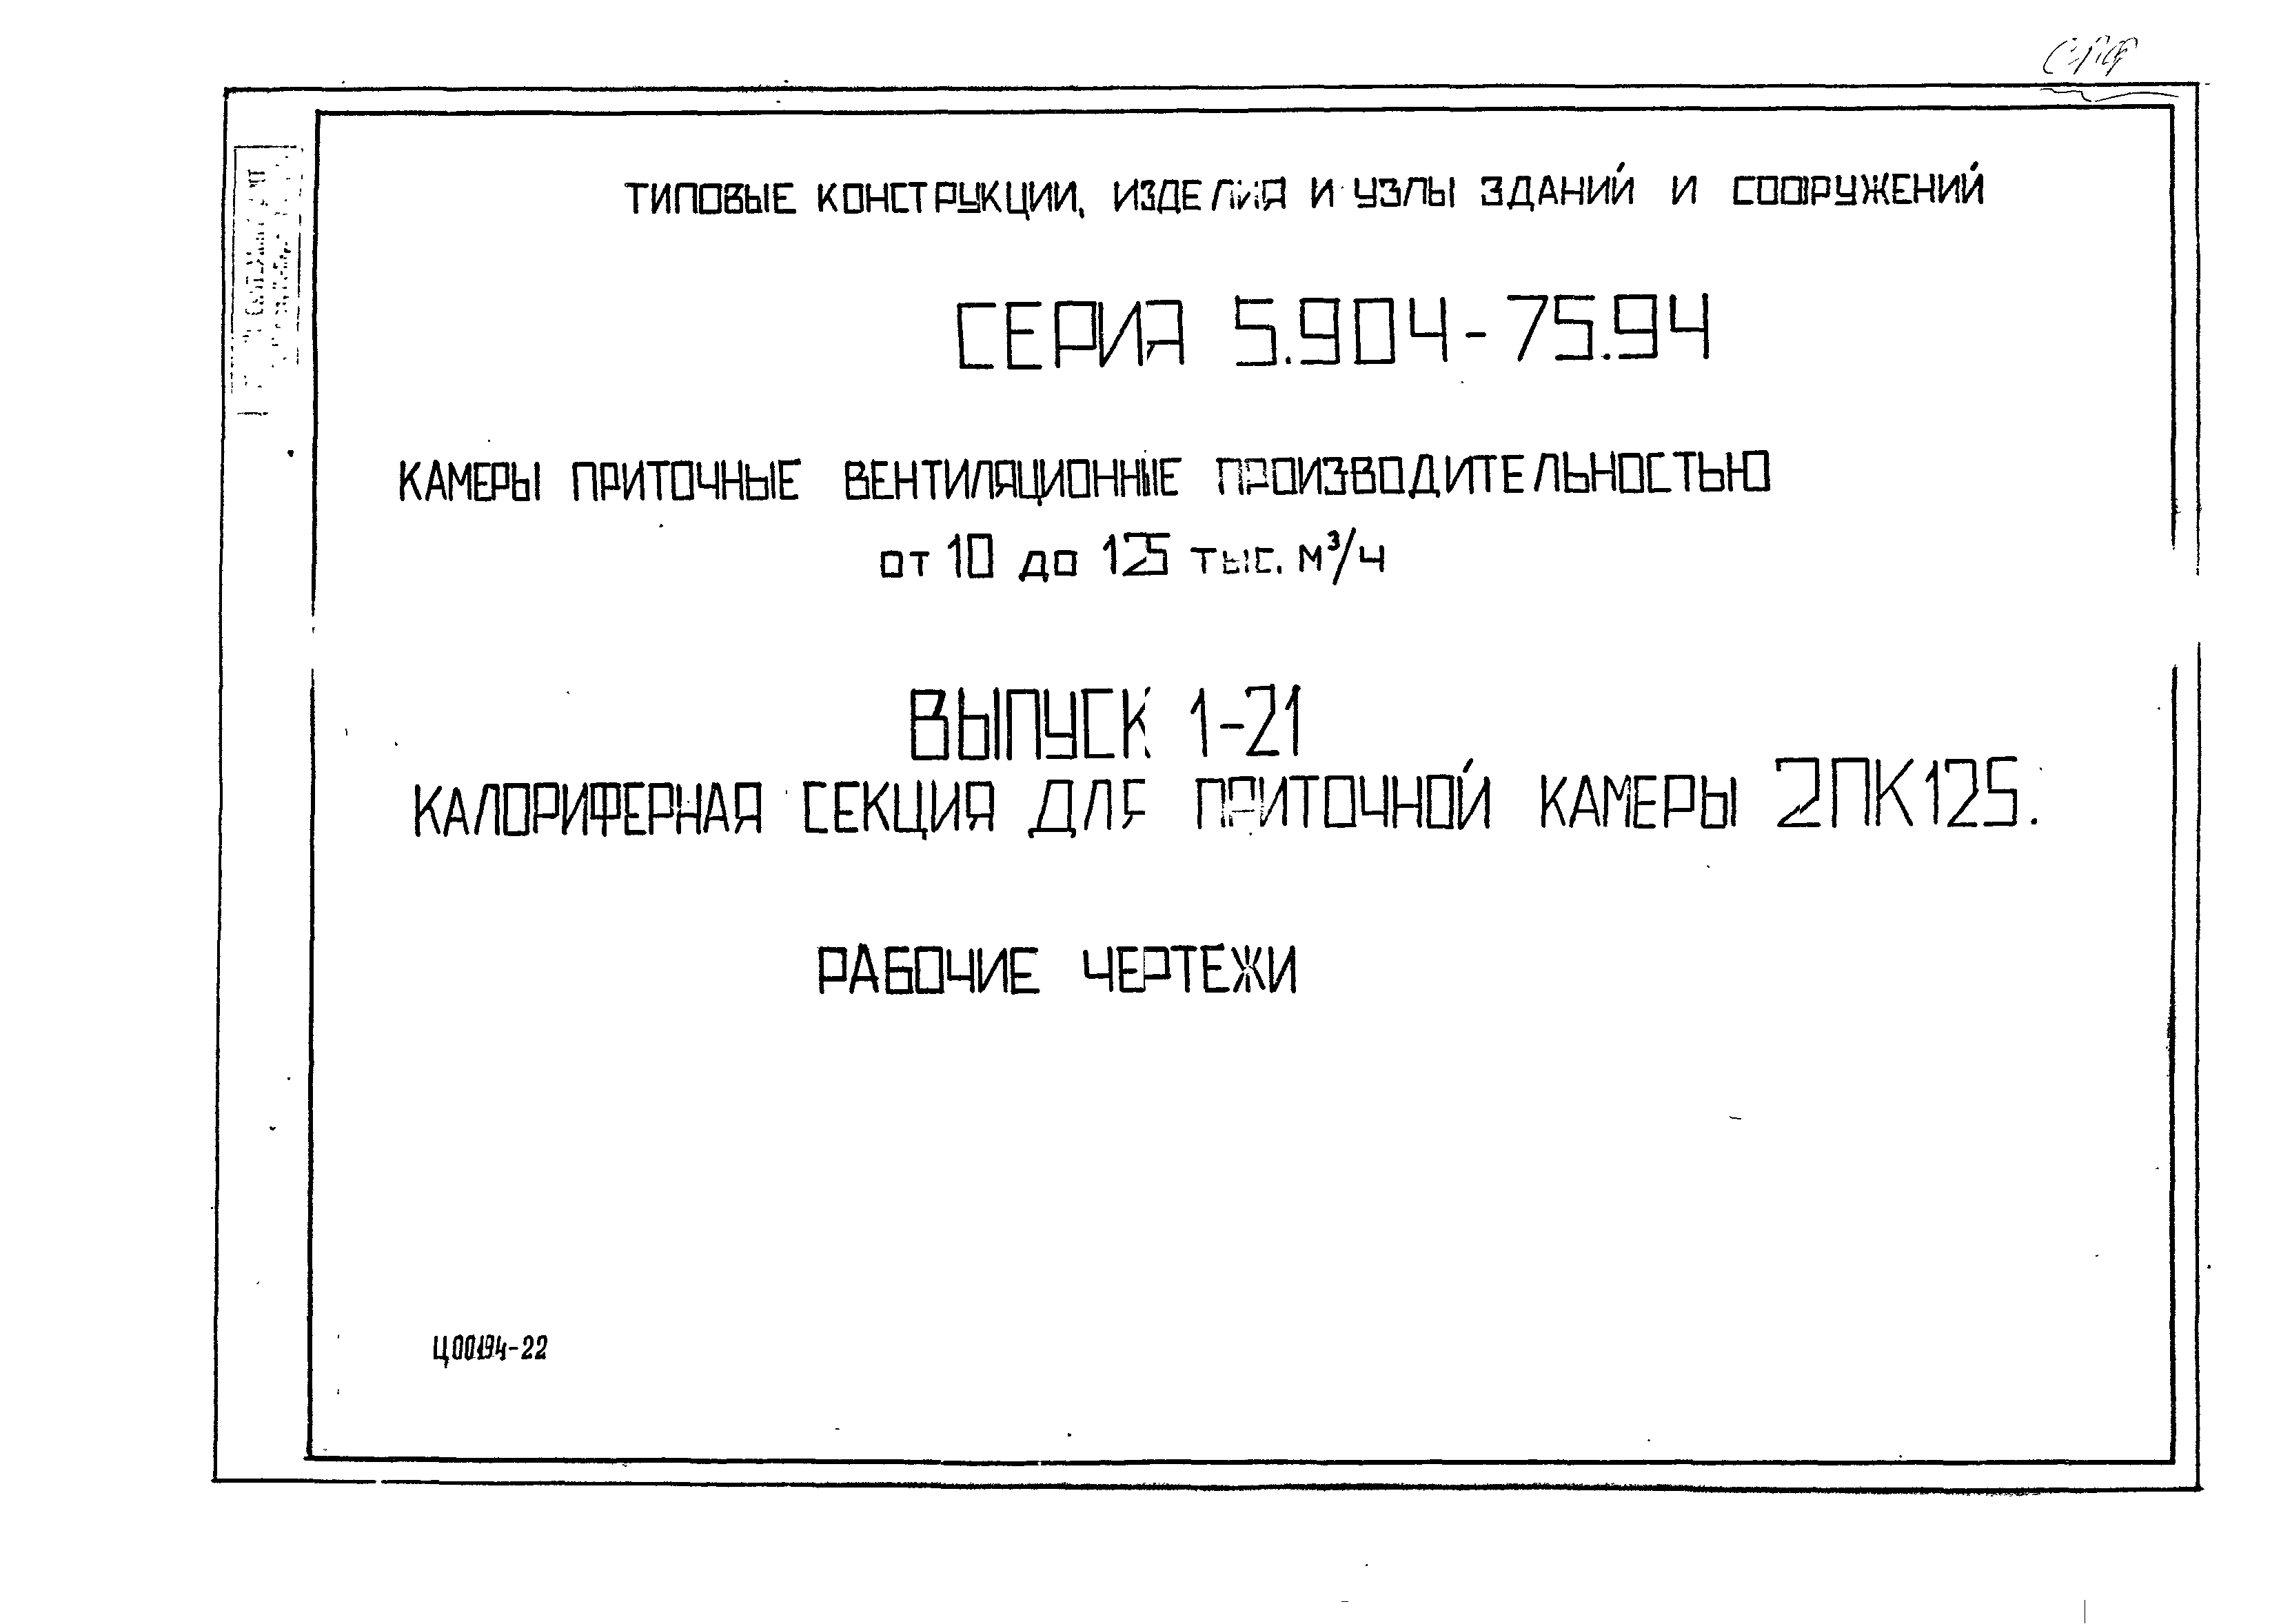 ТИПОВЫЕ КОНСТРУКЦИИ, ИЗДЕЛИЯ И УЗЛЫ ЗДАНИЙ И СООРУЖЕНИЙ
СЕРИЯ 5.904-75.94
КАМЕРЫ ПРИТОЧНЫЕ ВЕНТИЛЯЦИОННЫЕ ПРОИЗВОДИТЕЛЬНОСТЬЮ
от 10 до 125 тыс. м³/ч
ВЫПУСК 1-21
КАЛОРИФЕРНАЯ СЕКЦИЯ ДЛЯ ПРИТОЧНОЙ КАМЕРЫ 2ПК125.
РАБОЧИЕ ЧЕРТЕЖИ
Ц00194-22